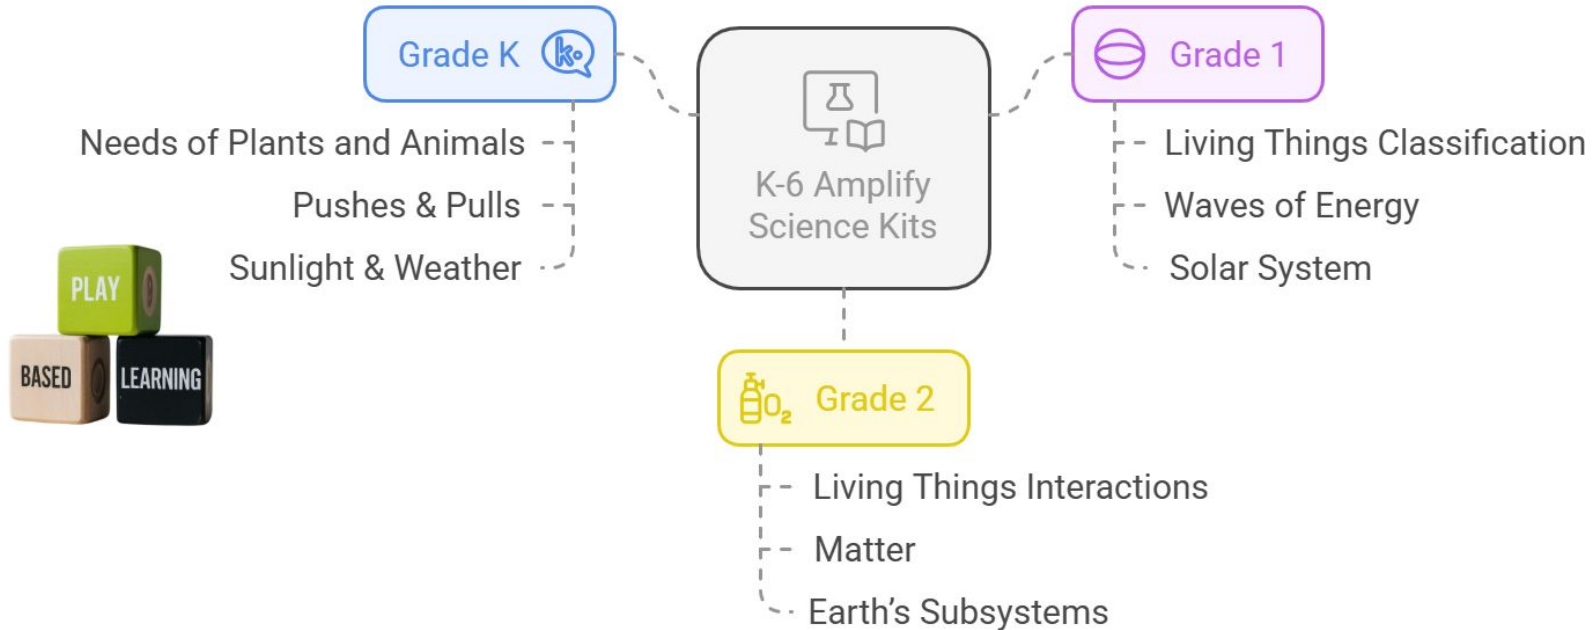 Grade K
k.
Needs of Plants and Animals
Pushes & Pulls
Sunlight & Weather
PLAY
BASED
LEARNING
K-6 Amplify
Science Kits
Grade 1
Living Things Classification
Waves of Energy
Solar System
O₂
Grade 2
Living Things Interactions
Matter
Earth’s Subsystems